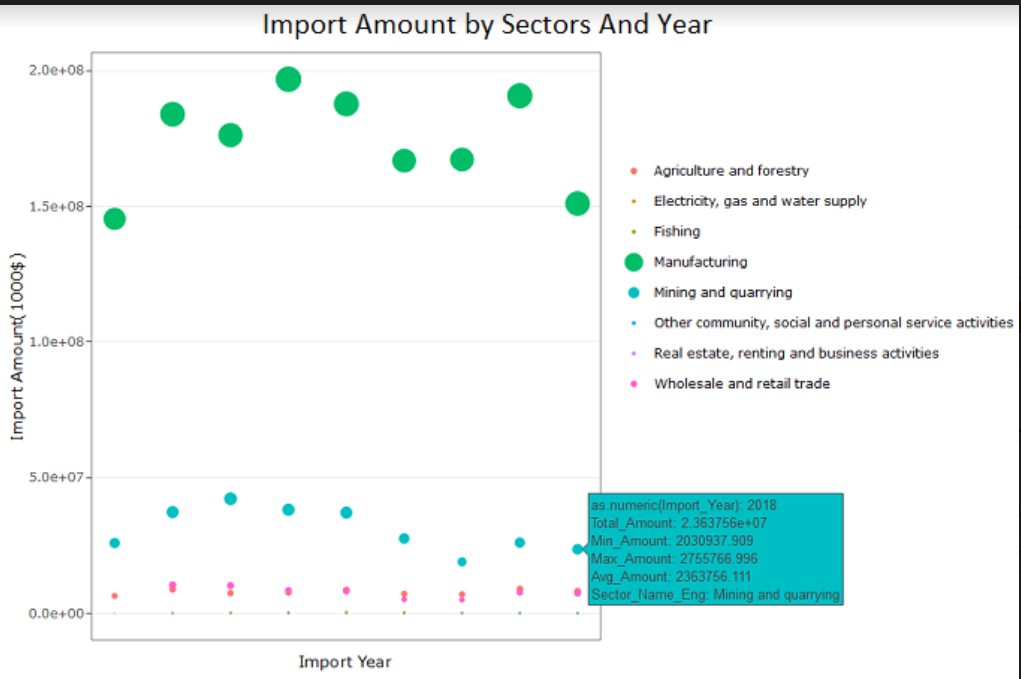 Import Amount by Sectors And Year
2.0e+08
1.5e+08
1.0e+08
5.0e+07
0.0e+00
Import Amount(1000$)
Import Year
Agriculture and forestry
Electricity, gas and water supply
Fishing
Manufacturing
Mining and quarrying
Other community, social and personal service activities
Real estate, renting and business activities
Wholesale and retail trade
as.numeric(Import_Year): 2018
Total_Amount: 2.363756e+07
Min_Amount: 2030937.909
Max_Amount: 2755766.996
Avg_Amount: 2363756.111
Sector_Name_Eng: Mining and quarrying